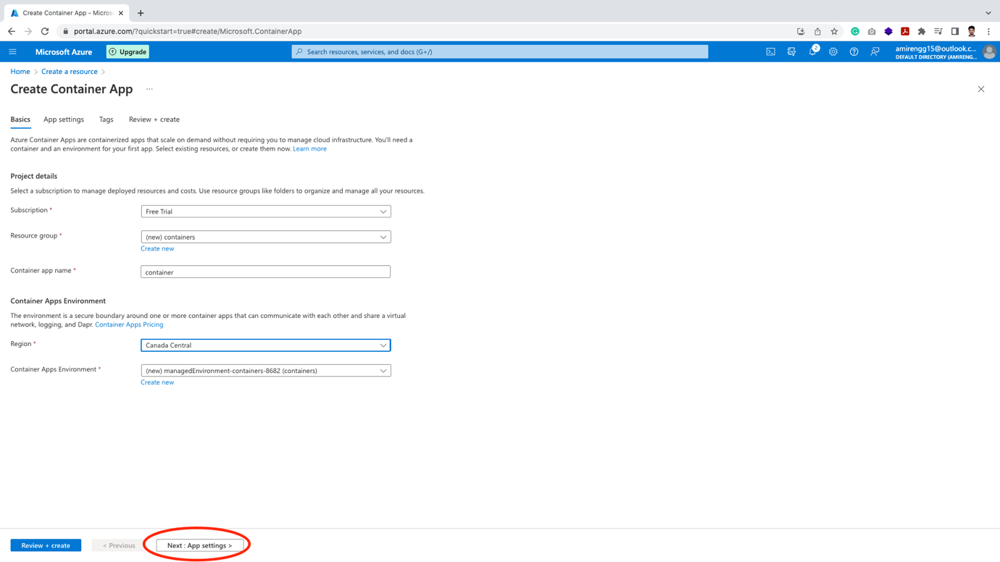 Create Container App - Micros
portal.azure.com/?quickstart=true#create/Microsoft.ContainerApp
Microsoft Azure
Upgrade
Search resources, services, and docs (G+/)
2
amirengg15@outlook.c...
DEFAULT DIRECTORY (AMIRENG...
Home > Create a resource >
Create Container App ...
Basics App settings Tags Review + create
Azure Container Apps are containerized apps that scale on demand without requiring you to manage cloud infrastructure. You'll need a
container and an environment for your first app. Select existing resources, or create them now. Learn more
Project details
Select a subscription to manage deployed resources and costs. Use resource groups like folders to organize and manage all your resources.
Subscription *
Free Trial
Resource group *
(new) containers
Create new
Container app name *
container
Container Apps Environment
The environment is a secure boundary around one or more container apps that can communicate with each other and share a virtual
network, logging, and Dapr. Container Apps Pricing
Region *
Canada Central
Container Apps Environment *
(new) managedEnvironment-containers-8682 (containers)
Create new
Review + create
< Previous
Next : App settings >